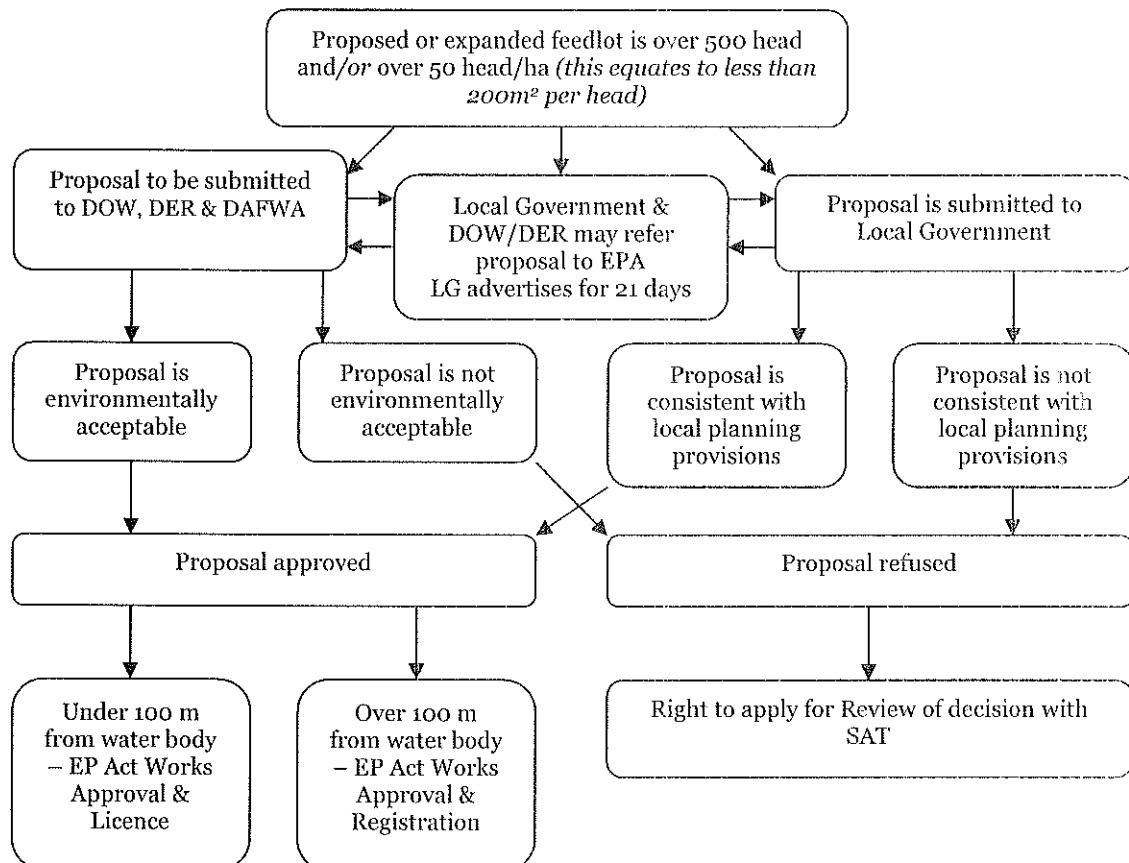 Proposed or expanded feedlot is over 500 head
and/or over 50 head/ha (this equates to less than
200m² per head)
Proposal to be submitted
to DOW, DER & DAFWA
Local Government &
DOW/DER may refer
proposal to EPA
LG advertises for 21 days
Proposal is submitted to
Local Government
Proposal is
environmentally
acceptable
Proposal is not
environmentally
acceptable
Proposal is
consistent with
local planning
provisions
Proposal is not
consistent with
local planning
provisions
Proposal approved
Proposal refused
Under 100 m
from water body
– EP Act Works
Approval &
Licence
Over 100 m
from water body
– EP Act Works
Approval &
Registration
Right to apply for Review of decision with
SAT